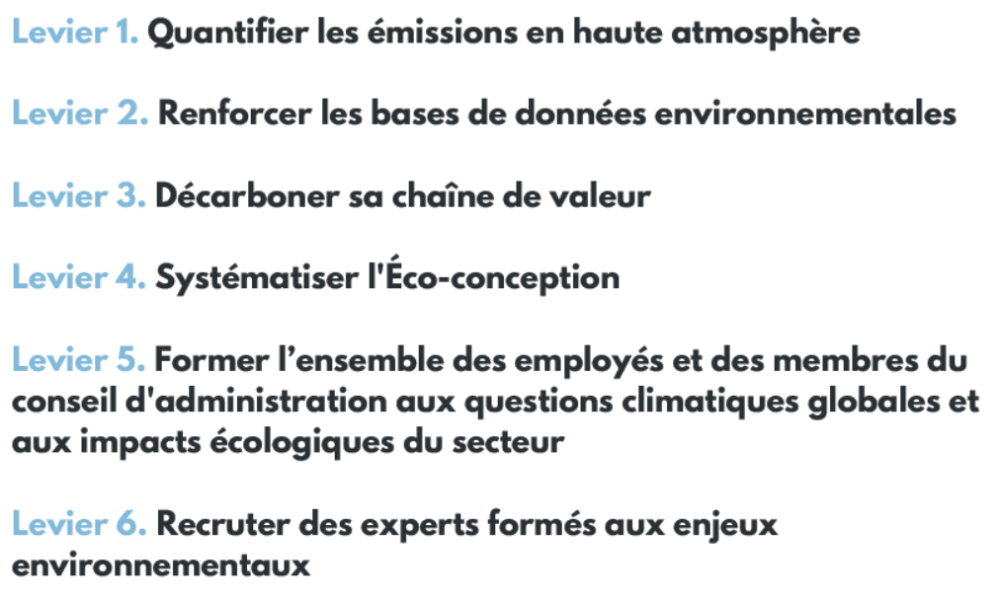 Levier 1. Quantifier les émissions en haute atmosphère
Levier 2. Renforcer les bases de données environnementales
Levier 3. Décarboner sa chaîne de valeur
Levier 4. Systématiser l'Éco-conception
Levier 5. Former l’ensemble des employés et des membres du
conseil d'administration aux questions climatiques globales et
aux impacts écologiques du secteur
Levier 6. Recruter des experts formés aux enjeux
environnementaux